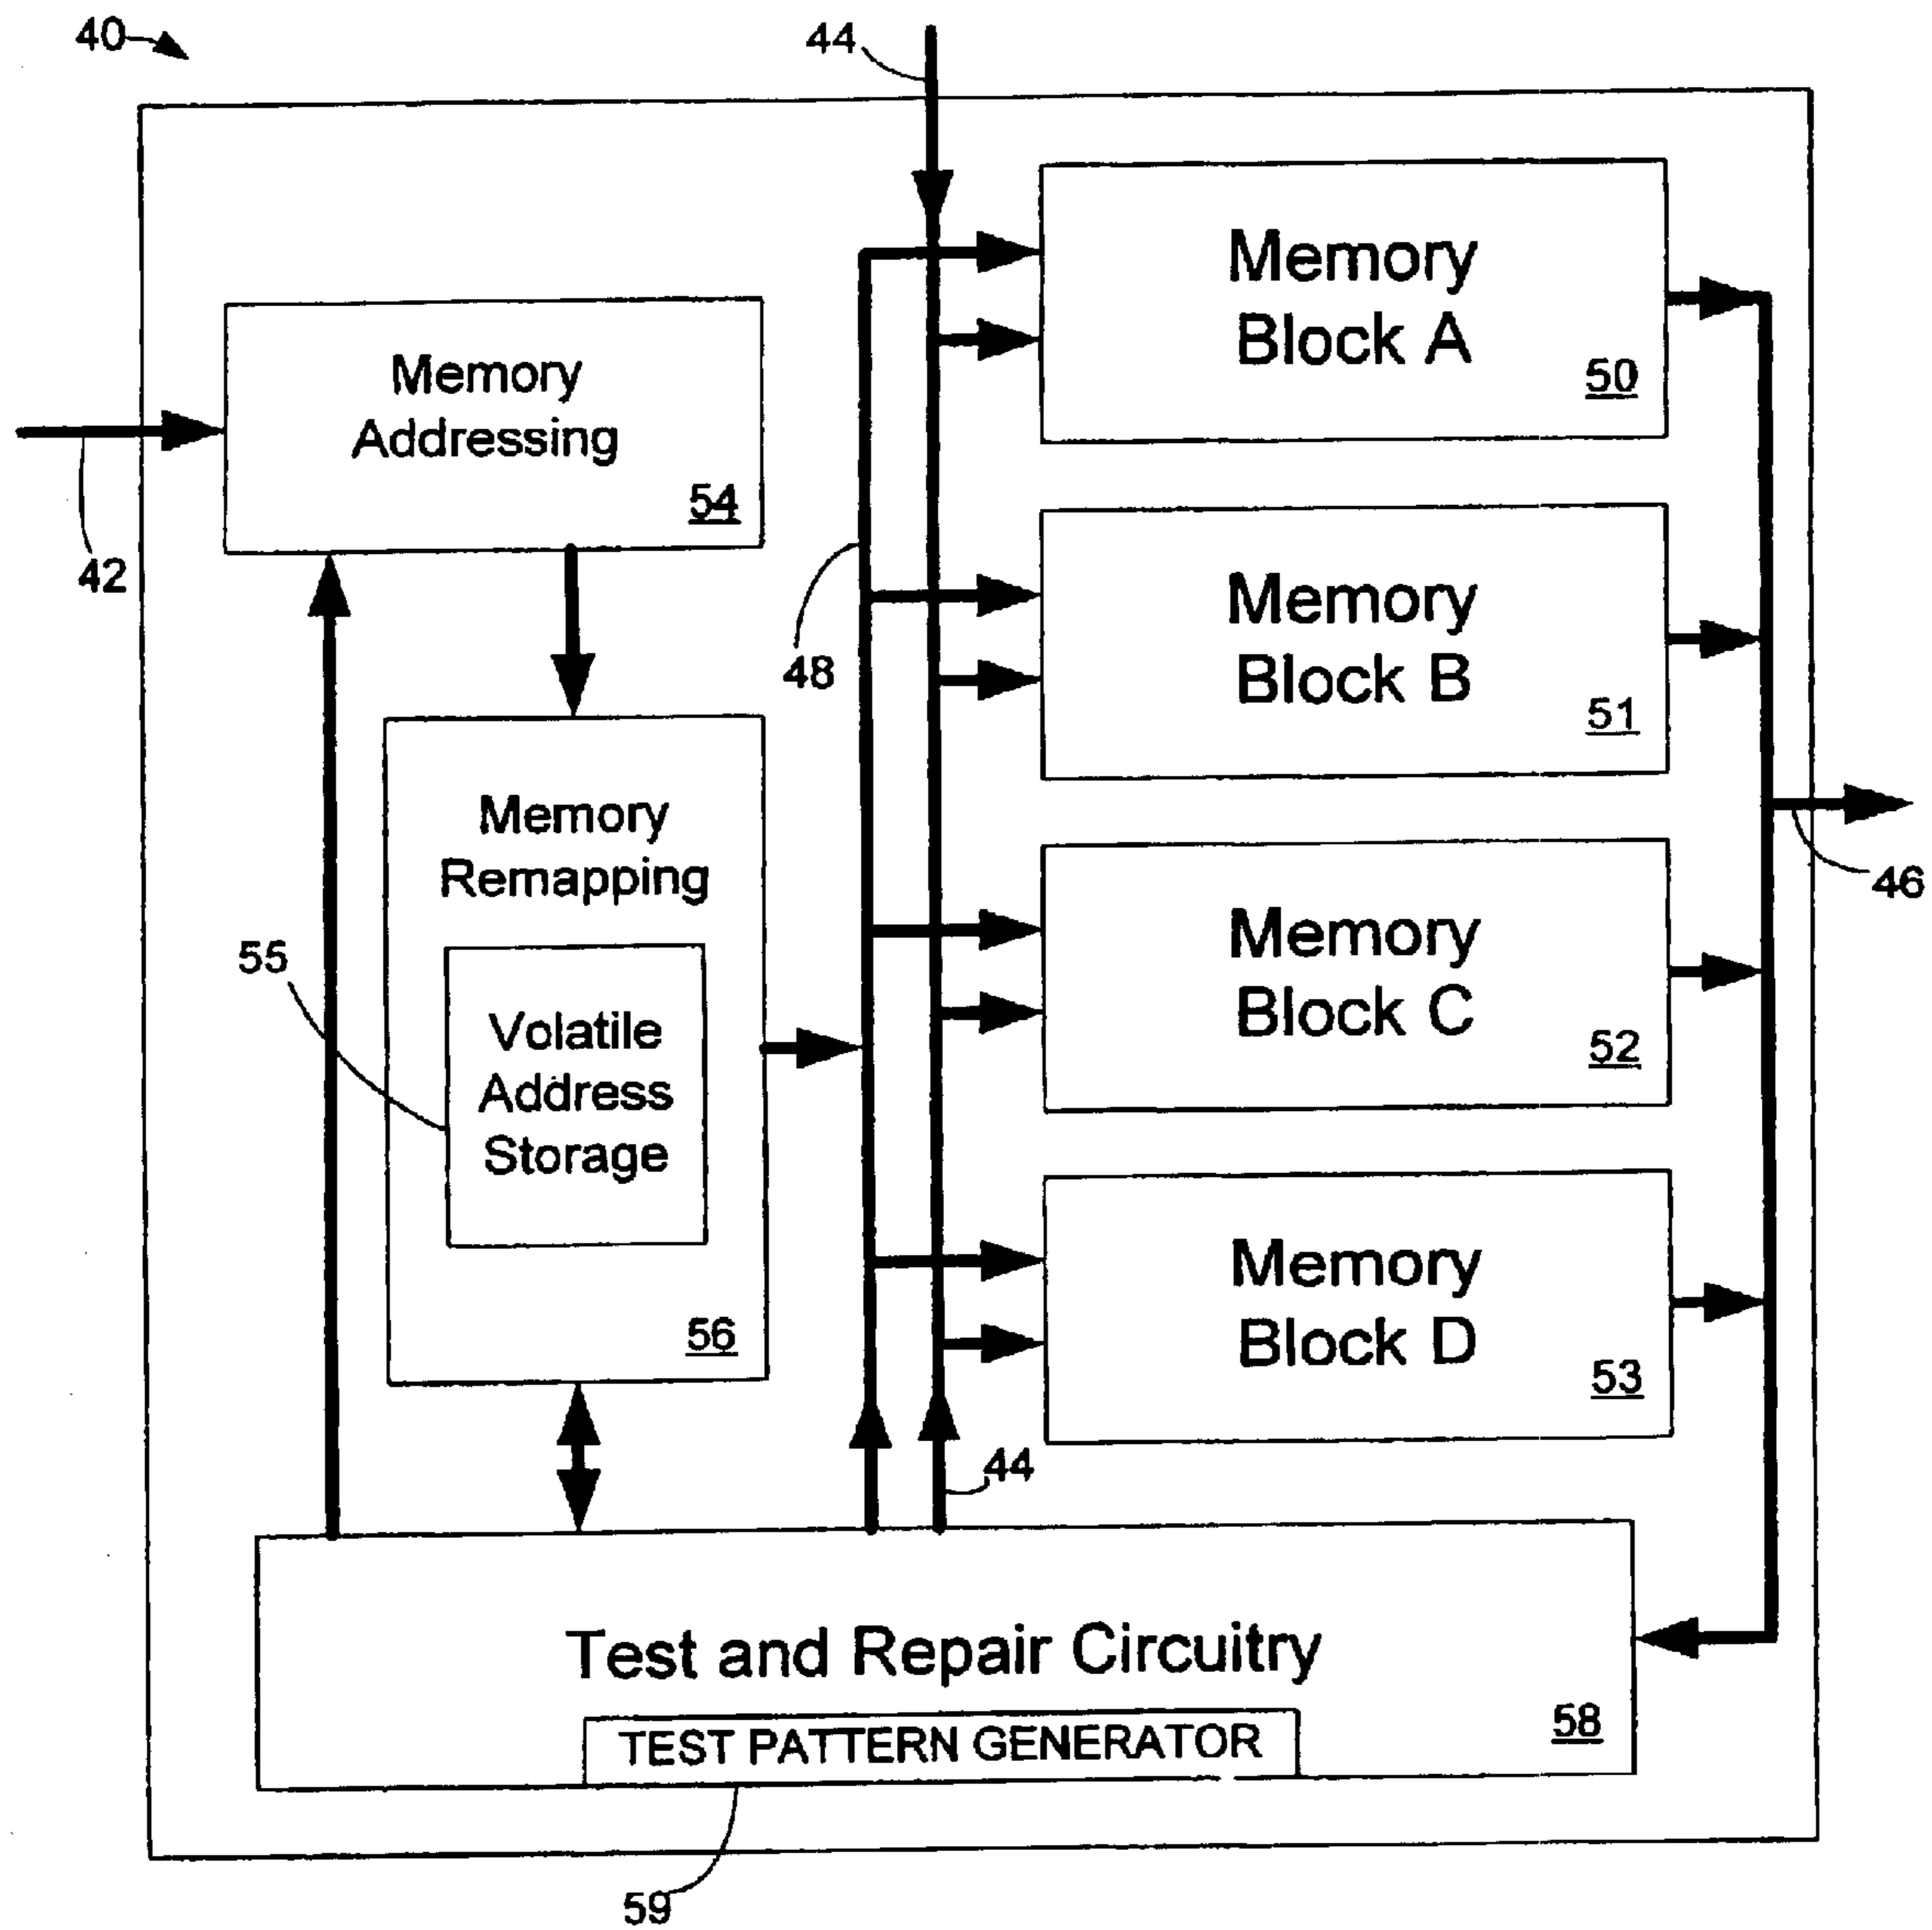 40
44
Memory
Block A
50
Memory
Addressing
54
42
48
Memory
Block B
51
Memory
Remapping
46
55
Volatile
Address
Storage
56
Memory
Block C
52
Memory
Block D
53
44
Test and Repair Circuitry
58
TEST PATTERN GENERATOR
59